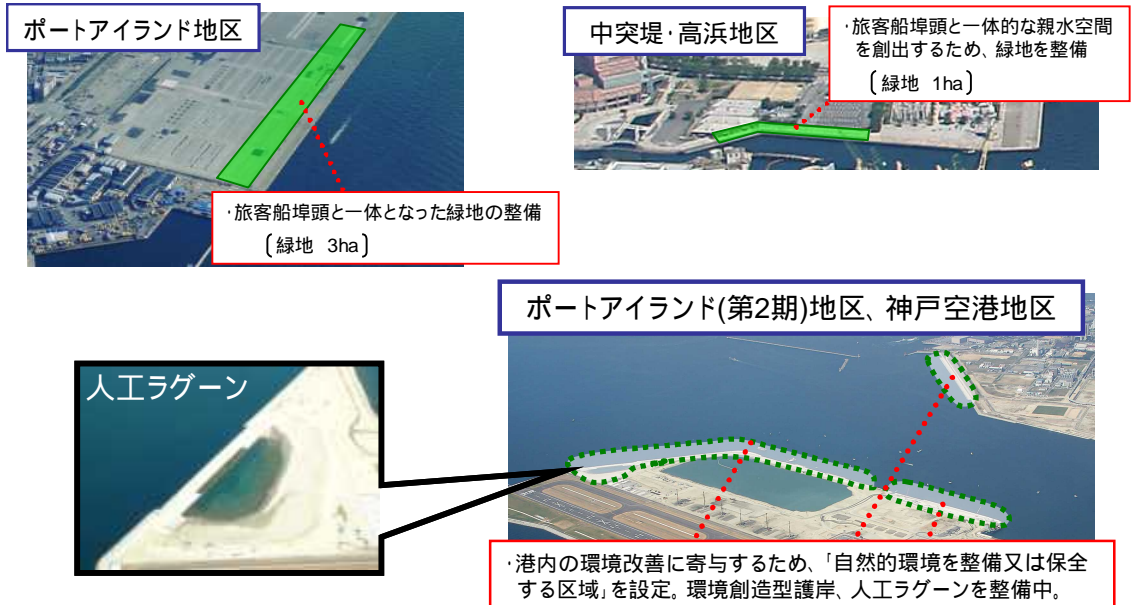 ポートアイランド地区
・旅客船埠頭と一体となった緑地の整備
〔緑地 3ha〕
中突堤・高浜地区
・旅客船埠頭と一体的な親水空間
を創出するため、緑地を整備
〔緑地 1ha〕
ポートアイランド(第2期)地区、神戸空港地区
人工ラグーン
・港内の環境改善に寄与するため、「自然的環境を整備又は保全
する区域」を設定。環境創造型護岸、人工ラグーンを整備中。